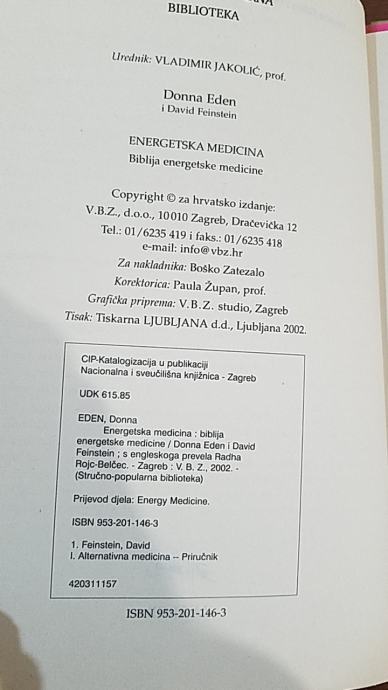 BIBLIOTEKA
Urednik: VLADIMIR JAKOLIĆ, prof.
Donna Eden
i David Feinstein
ENERGETSKA MEDICINA
Biblija energetske medicine
Copyright © za hrvatsko izdanje:
V.B.Z., d.o.o., 10010 Zagreb, Dračevička 12
Tel.: 01/6235 419 i faks.: 01/6235 418
e-mail: info@vbz.hr
Za nakladnika: Boško Zatezalo
Korektorica: Paula Župan, prof.
Grafička priprema: V.B.Z. studio, Zagreb
Tisak: Tiskarna LJUBLJANA d.d., Ljubljana 2002.
CIP-Katalogizacija u publikaciji
Nacionalna i sveučilišna knjižnica - Zagreb
UDK 615.85
EDEN, Donna
Energetska medicina : biblija
energetske medicine / Donna Eden i David
Feinstein ; s engleskoga prevela Radha
Rojc-Belčec. - Zagreb : V. B. Z., 2002. -
(Stručno-popularna biblioteka)
Prijevod djela: Energy Medicine.
ISBN 953-201-146-3
1. Feinstein, David
I. Alternativna medicina -- Priručnik
420311157
ISBN 953-201-146-3